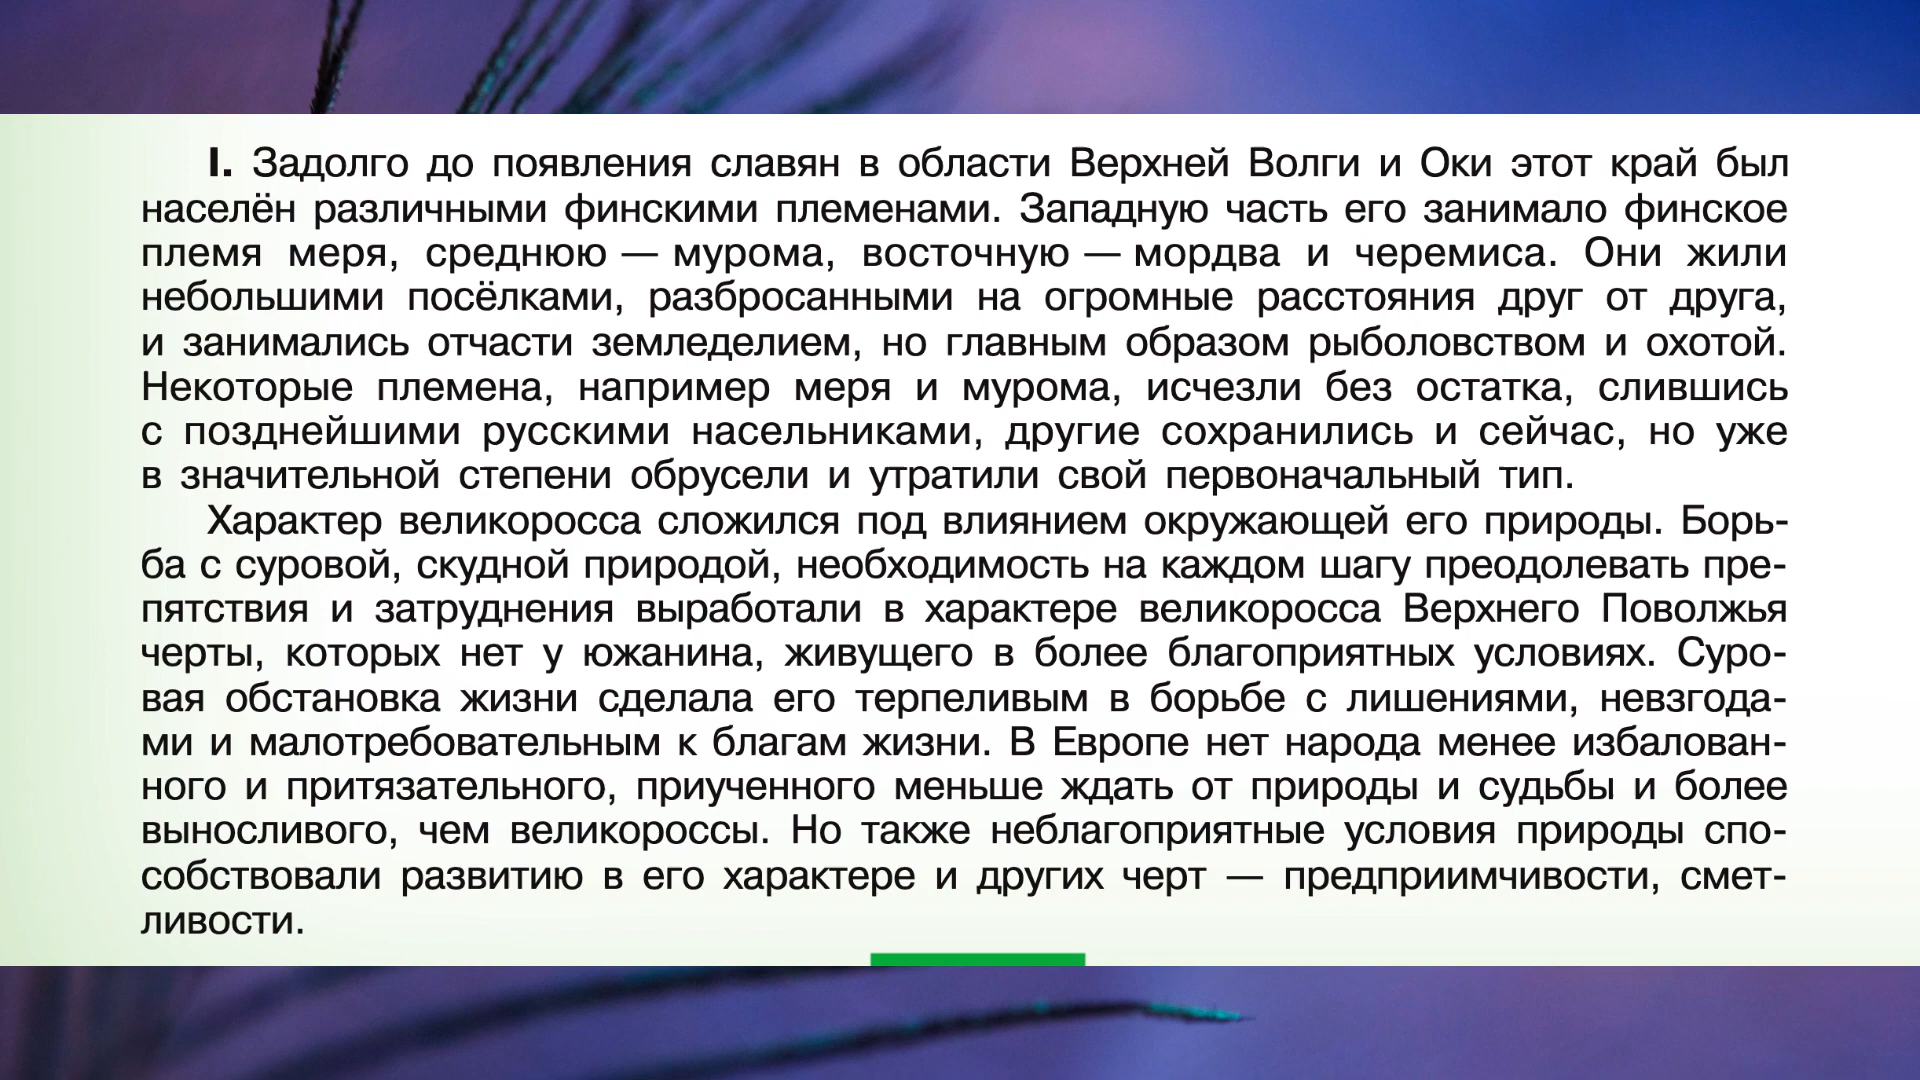 I. Задолго до появления славян в области Верхней Волги и Оки этот край был
населён различными финскими племенами. Западную часть его занимало финское
племя меря, среднюю — мурома, восточную — мордва и черемиса. Они жили
небольшими посёлками, разбросанными на огромные расстояния друг от друга,
и занимались отчасти земледелием, но главным образом рыболовством и охотой.
Некоторые племена, например меря и мурома, исчезли без остатка, слившись
с позднейшими русскими насельниками, другие сохранились и сейчас, но уже
в значительной степени обрусели и утратили свой первоначальный тип.
Характер великоросса сложился под влиянием окружающей его природы. Борь-
ба с суровой, скудной природой, необходимость на каждом шагу преодолевать пре-
пятствия и затруднения выработали в характере великоросса Верхнего Поволжья
черты, которых нет у южанина, живущего в более благоприятных условиях. Суро-
вая обстановка жизни сделала его терпеливым в борьбе с лишениями, невзгода-
ми и малотребовательным к благам жизни. В Европе нет народа менее избалован-
ного и притязательного, приученного меньше ждать от природы и судьбы и более
выносливого, чем великороссы. Но также неблагоприятные условия природы спо-
собствовали развитию в его характере и других черт — предприимчивости, смет-
ливости.